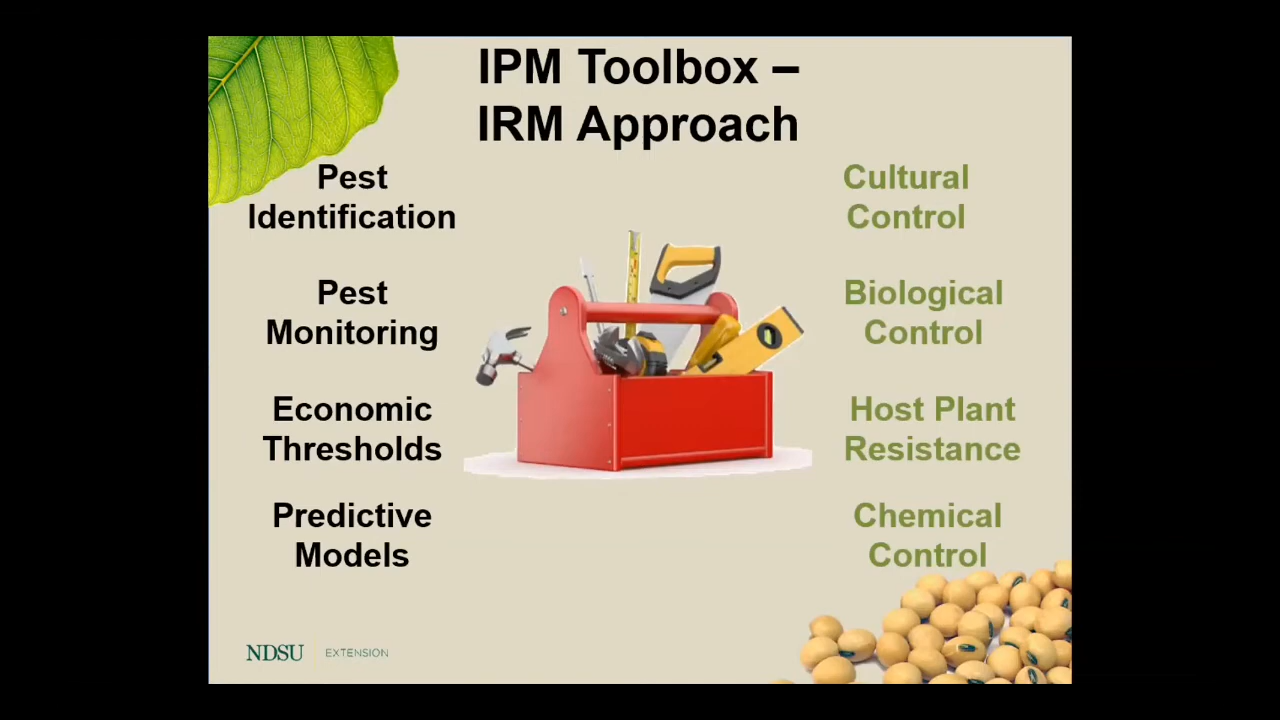 IPM Toolbox –
IRM Approach
Pest
Identification
Pest
Monitoring
Economic
Thresholds
Predictive
Models
Cultural
Control
Biological
Control
Host Plant
Resistance
Chemical
Control
NDSU EXTENSION